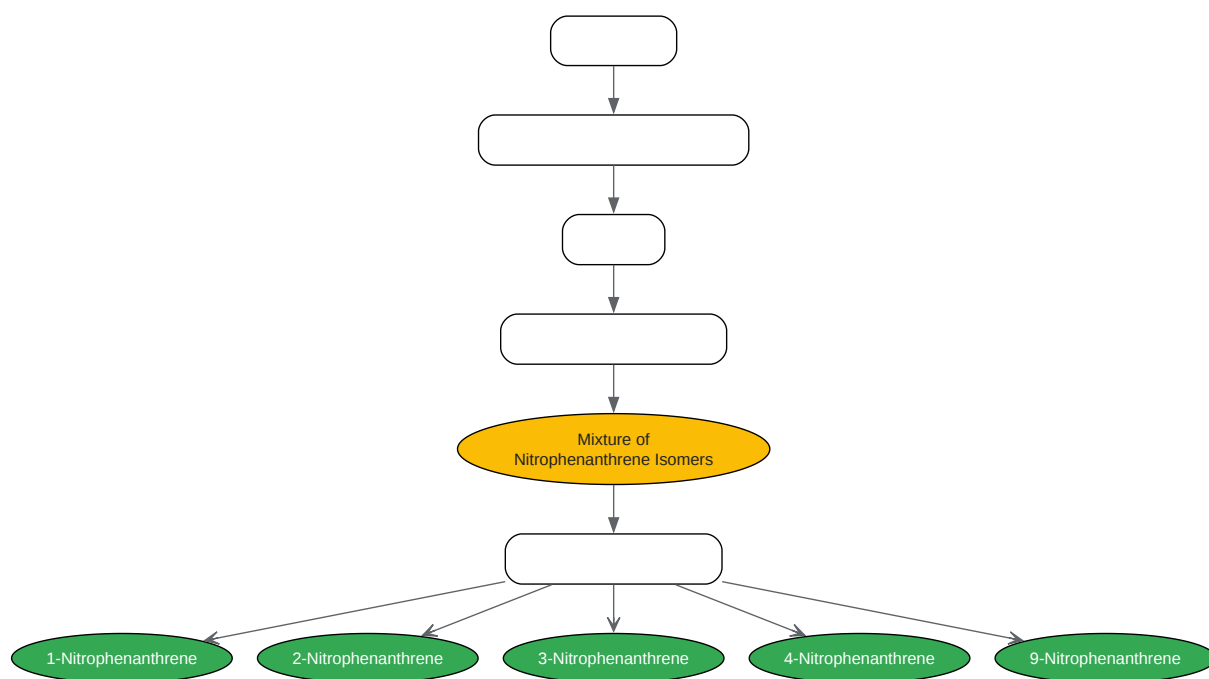 Mixture of
Nitrophenanthrene Isomers
1-Nitrophenanthrene
2-Nitrophenanthrene
3-Nitrophenanthrene
4-Nitrophenanthrene
9-Nitrophenanthrene